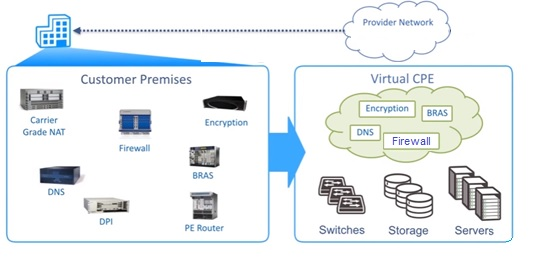 Provider Network
Customer Premises
Carrier
Grade NAT
Firewall
Encryption
DNS
BRAS
DPI
PE Router
Virtual CPE
Encryption
BRAS
DNS
Firewall
Switches
Storage
Servers